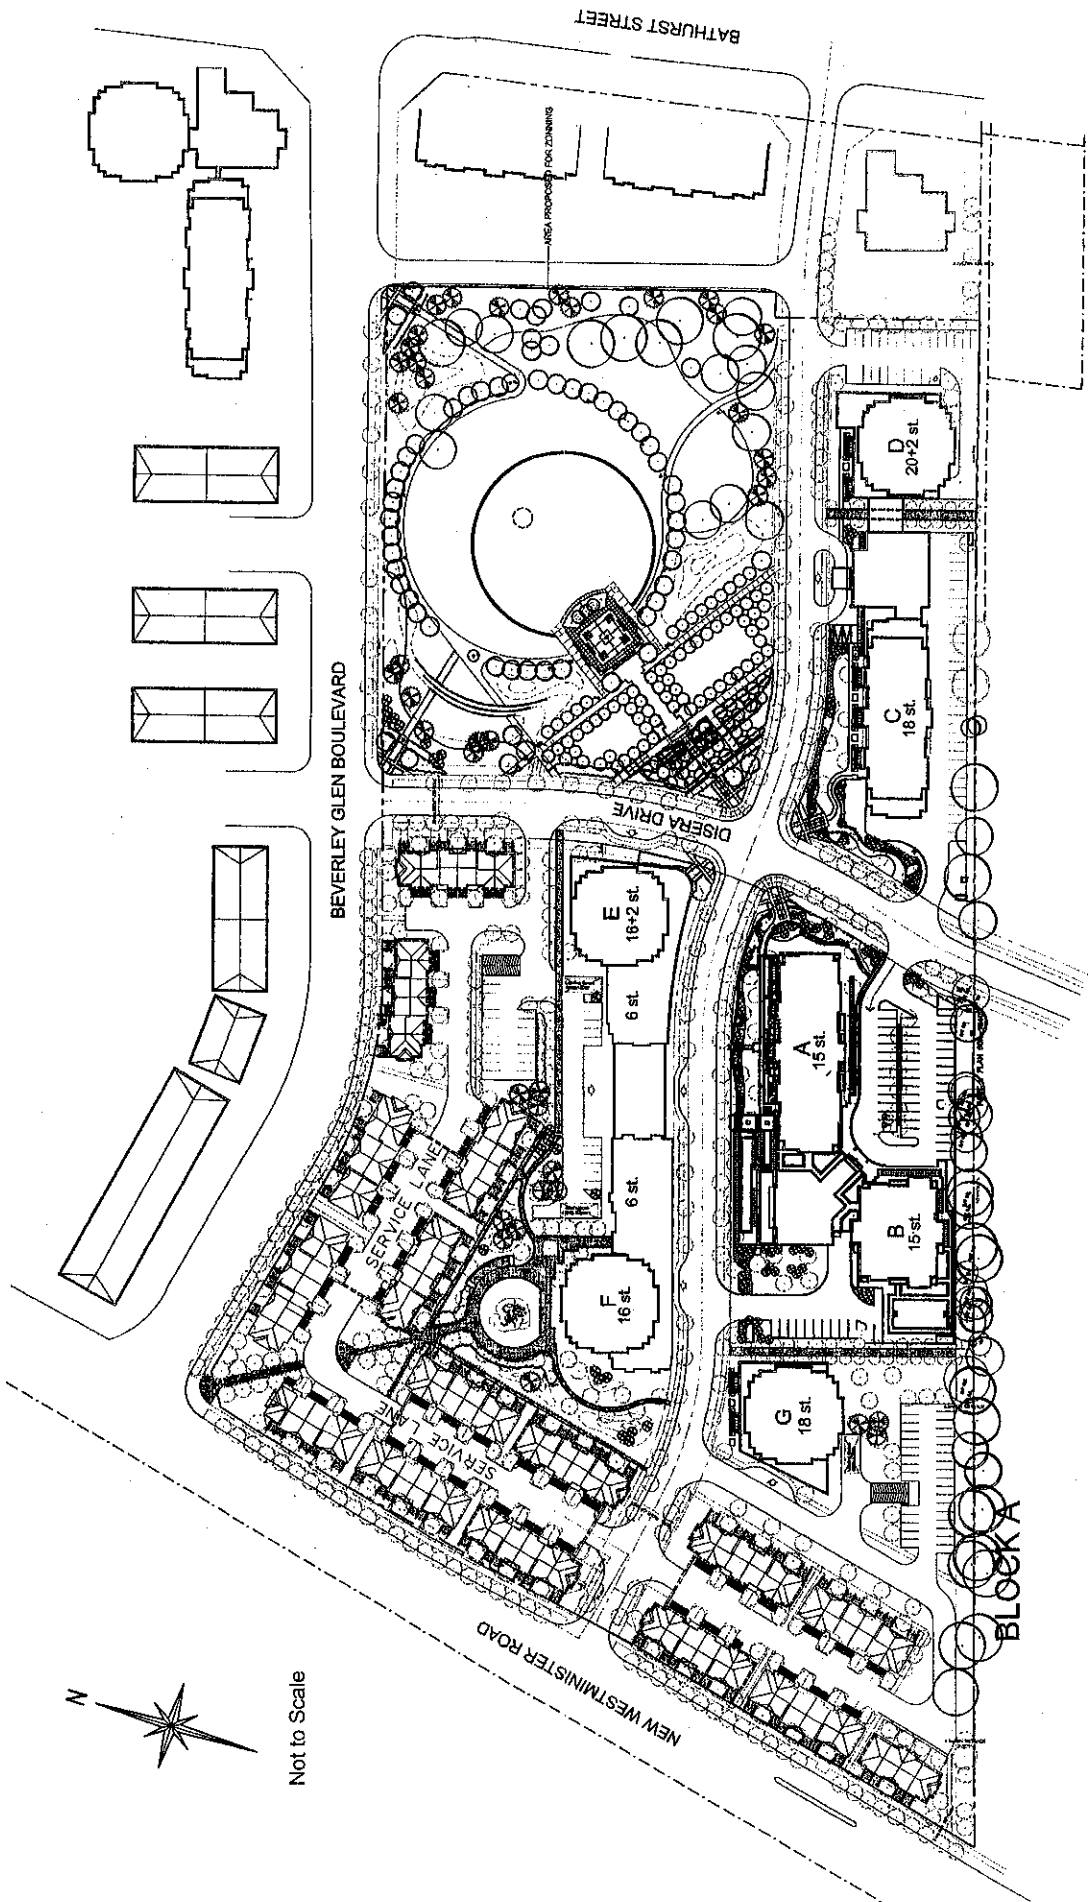 BATHURST STREET
AREA PROPOSED FOR ZONNING
BEVERLEY GLEN BOULEVARD
DISERA DRIVE
D
20+2 st.
C
18 st.
E
16+2 st.
6 st.
A
15 st.
6 st.
SERVICE LANE
B
15 st.
F
16 st.
SERVICE LANE
G
18 st.
BLOCK A
NEW WESTMINISTER ROAD
N
Not to Scale